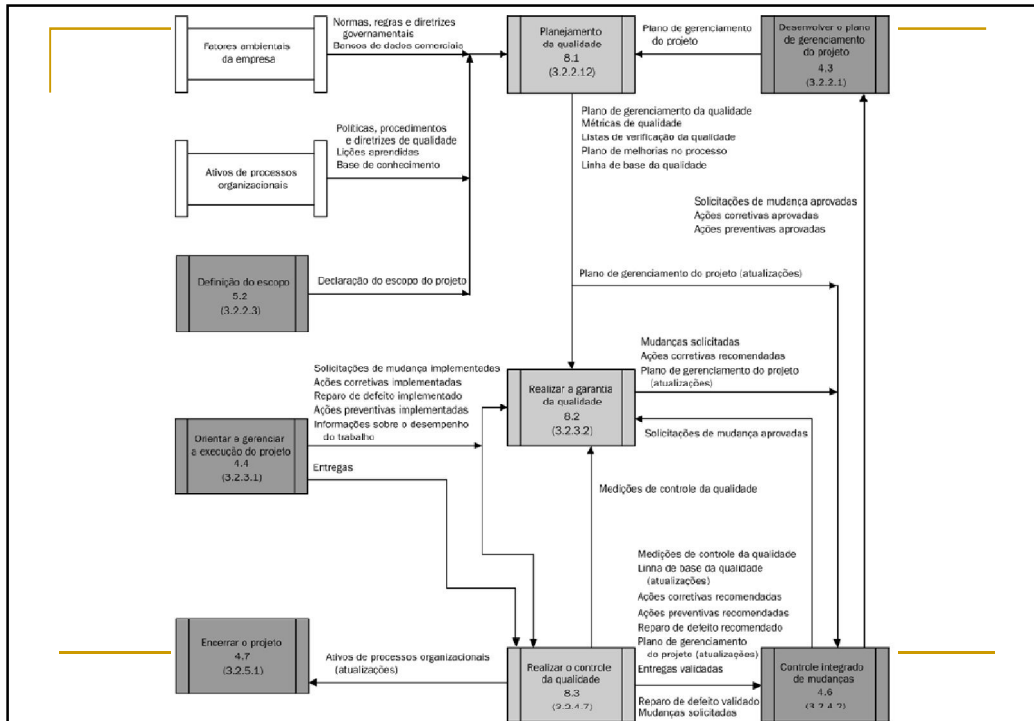 Fatores ambientais
da empresa
Normas, regras e diretrizes
governamentais
Bancos de dados comerciais
Planejamento
da qualidade
8.1
(3.2.2.12)
Plano de gerenciamento
do projeto
Desenvolver o plano
de gerenciamento
do projeto
4.3
(3.2.2.1)
Plano de gerenciamento da qualidade
Métricas de qualidade
Listas de verificação da qualidade
Plano de melhorias no processo
Linha de base da qualidade
Ativos de processos
organizacionais
Políticas, procedimentos
e diretrizes de qualidade
Lições aprendidas
Base de conhecimento
Solicitações de mudança aprovadas
Ações corretivas aprovadas
Ações preventivas aprovadas
Definição do escopo
5.2
(3.2.2.3)
Declaração do escopo do projeto
Plano de gerenciamento do projeto (atualizações)
Mudanças solicitadas
Ações corretivas recomendadas
Plano de gerenciamento do projeto
(atualizações)
Solicitações de mudança implementadas
Ações corretivas implementadas
Reparo de defeito implementado
Ações preventivas implementadas
Informações sobre o desempenho
do trabalho
Realizar a garantia
da qualidade
8.2
(3.2.3.2)
Solicitações de mudança aprovadas
Orientar e gerenciar
a execução do projeto
4.4
(3.2.3.1)
Entregas
Medições de controle da qualidade
Medições de controle da qualidade
Linha de base da qualidade
(atualizações)
Ações corretivas recomendadas
Ações preventivas recomendadas
Reparo de defeito recomendado
Plano de gerenciamento
do projeto (atualizações)
Entregas validadas
Reparo de defeito validado
Mudanças solicitadas
Encerrar o projeto
4.7
(3.2.5.1)
Ativos de processos organizacionais
(atualizações)
Realizar o controle
da qualidade
8.3
(3.2.4.7)
Controle integrado
de mudanças
4.6
(3.2.4.2)